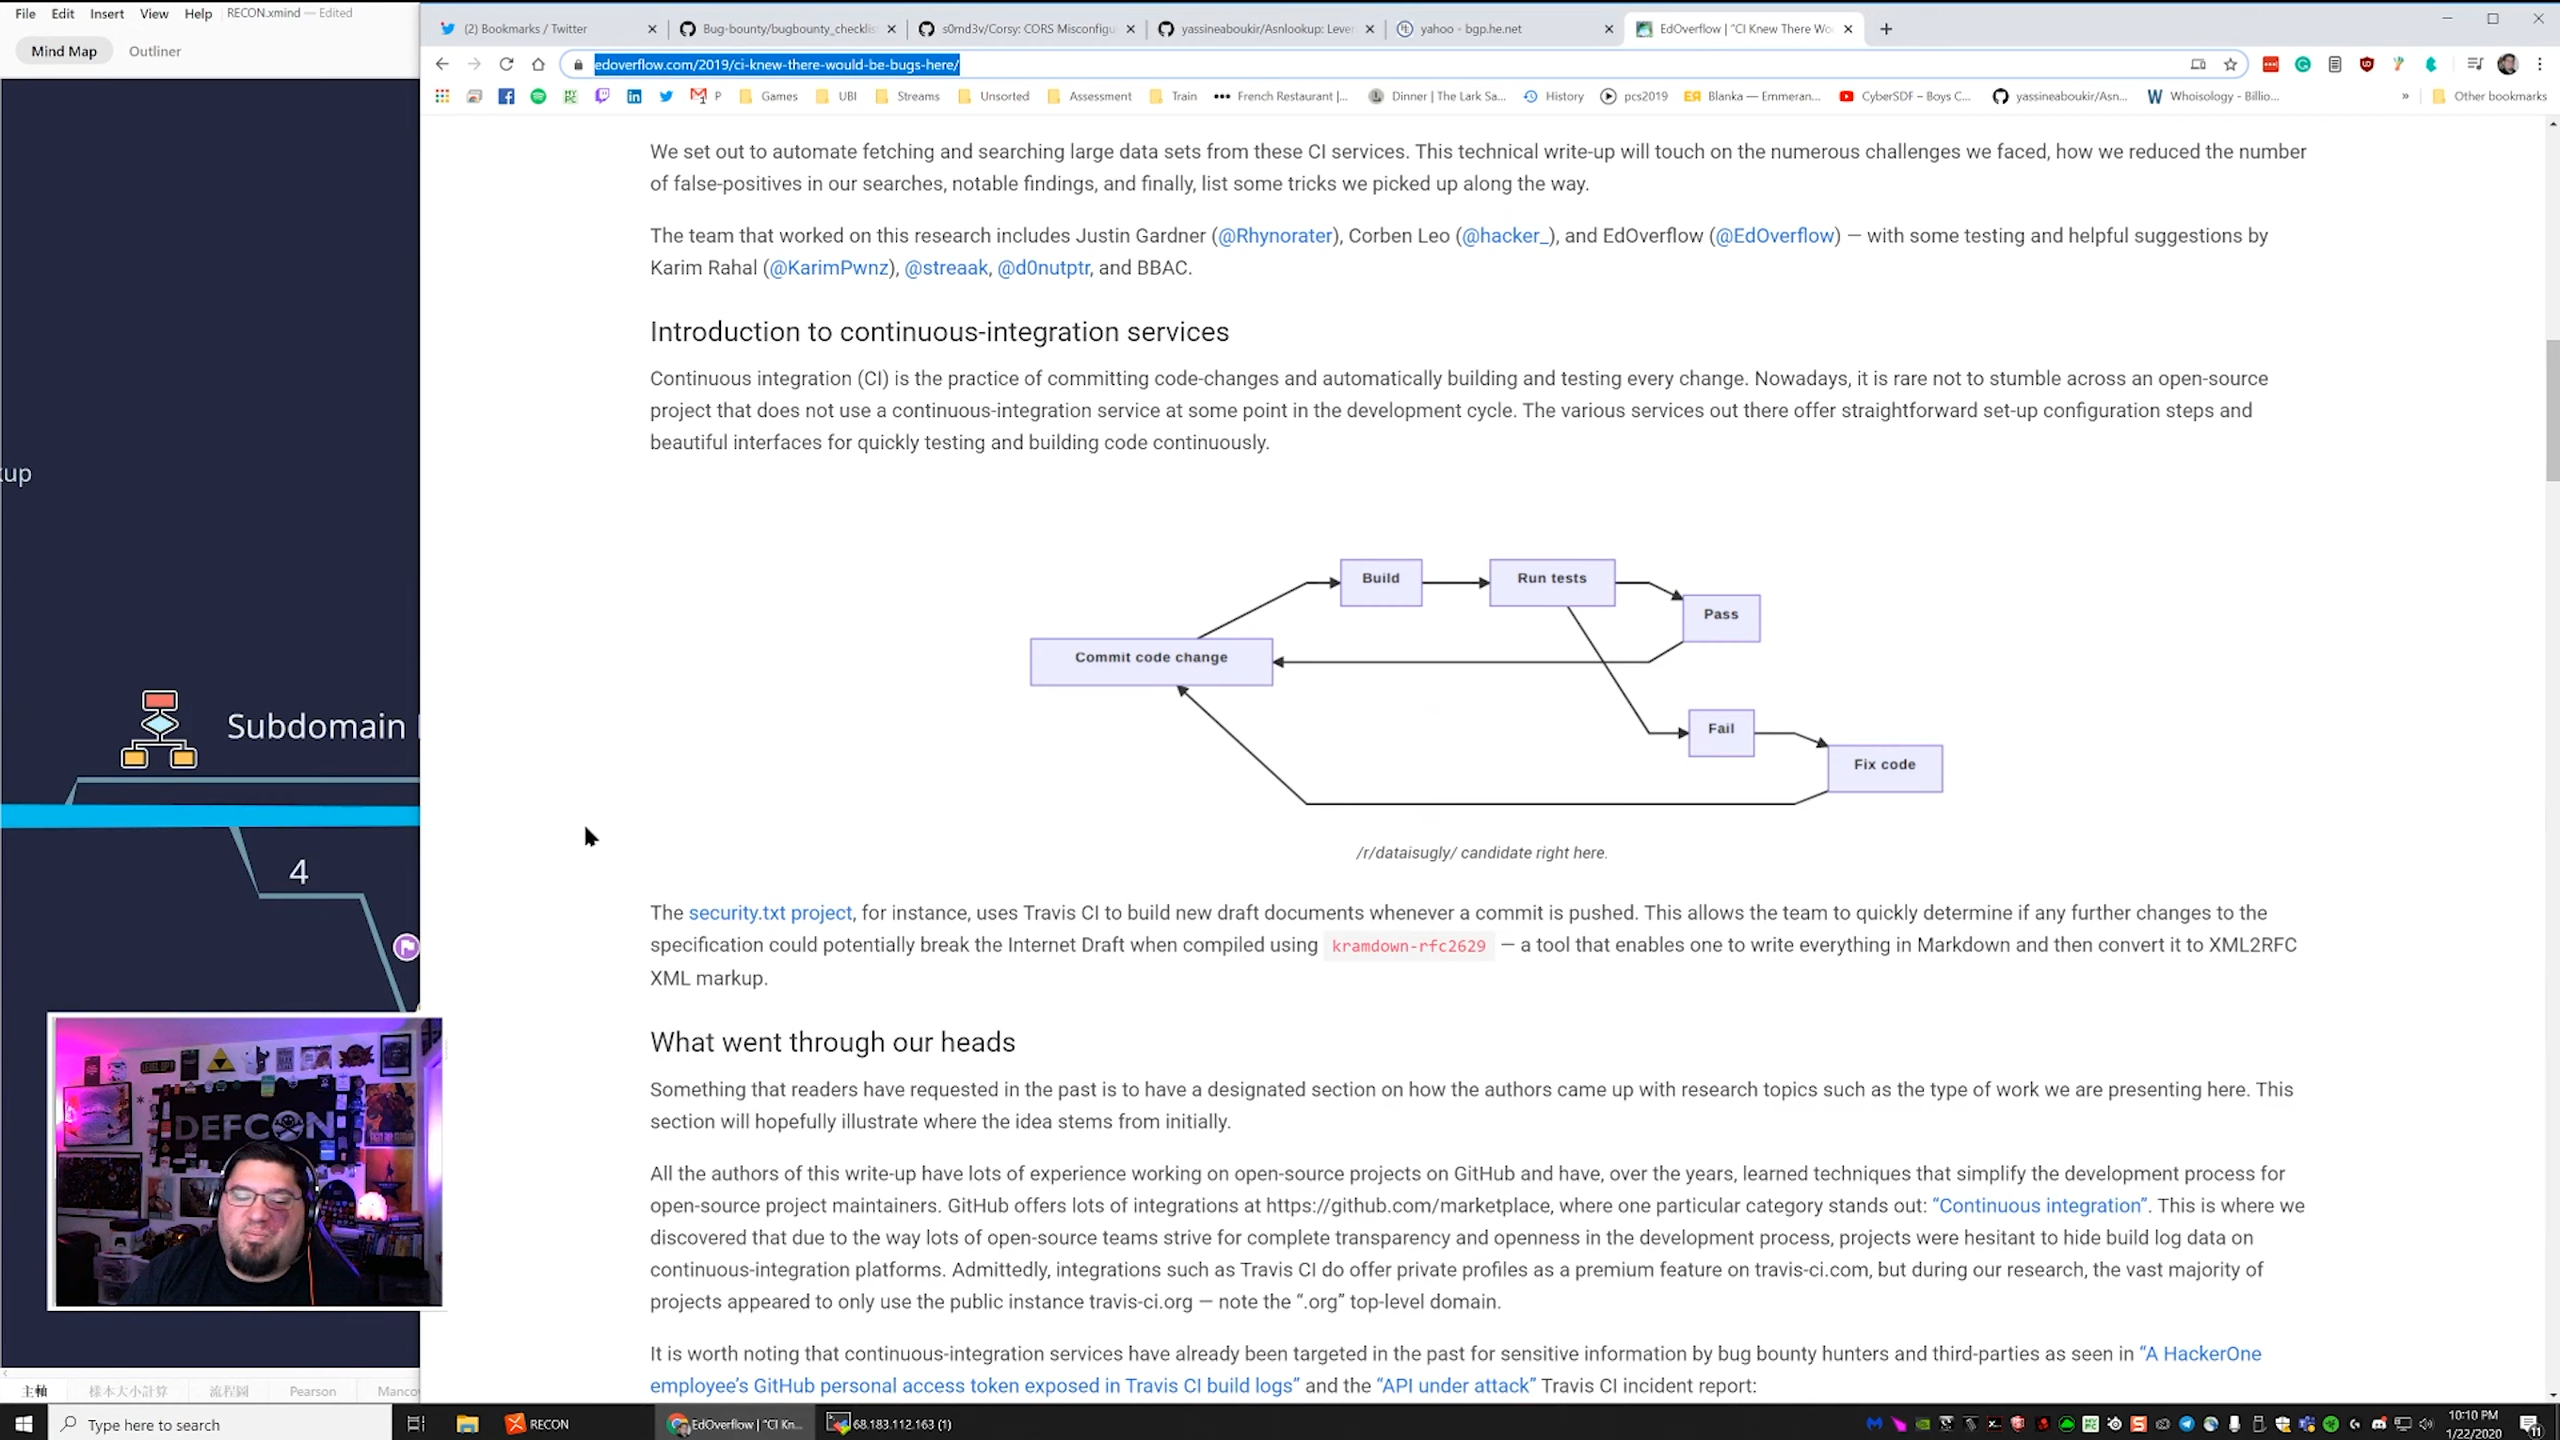 File Edit View Insert Help RECON.xmind — Edited
Mind Map Outliner
(2) Bookmarks / Twitter
Bug-bounty/bugbounty_checklis
s0md3v/Corsy: CORS Misconfigu
yassineaboukir/Asnlookup: Lever
yahoo - bgp.he.net
EdOverflow | "CI Knew There Wo
edoverflow.com/2019/ci-knew-there-would-be-bugs-here/
P Games UBI Streams Unsorted Assessment Train French Restaurant |... Dinner | The Lark Sa... History pcs2019 Blanka — Emmeran... CyberSDF – Boys C... yassineaboukir/Asn... Whoisology - Billio... » Other bookmarks
We set out to automate fetching and searching large data sets from these CI services. This technical write-up will touch on the numerous challenges we faced, how we reduced the number
of false-positives in our searches, notable findings, and finally, list some tricks we picked up along the way.
The team that worked on this research includes Justin Gardner (@Rhynorater), Corben Leo (@hacker_), and EdOverflow (@EdOverflow) — with some testing and helpful suggestions by
Karim Rahal (@KarimPwnz), @streaak, @d0nutptr, and BBAC.
Introduction to continuous-integration services
Continuous integration (CI) is the practice of committing code-changes and automatically building and testing every change. Nowadays, it is rare not to stumble across an open-source
project that does not use a continuous-integration service at some point in the development cycle. The various services out there offer straightforward set-up configuration steps and
beautiful interfaces for quickly testing and building code continuously.
kup
Build
Run tests
Pass
Commit code change
Fail
Fix code
Subdomain
4
/r/dataisugly/ candidate right here.
The security.txt project, for instance, uses Travis CI to build new draft documents whenever a commit is pushed. This allows the team to quickly determine if any further changes to the
specification could potentially break the Internet Draft when compiled using kramdown-rfc2629 — a tool that enables one to write everything in Markdown and then convert it to XML2RFC
XML markup.
What went through our heads
Something that readers have requested in the past is to have a designated section on how the authors came up with research topics such as the type of work we are presenting here. This
section will hopefully illustrate where the idea stems from initially.
All the authors of this write-up have lots of experience working on open-source projects on GitHub and have, over the years, learned techniques that simplify the development process for
open-source project maintainers. GitHub offers lots of integrations at https://github.com/marketplace, where one particular category stands out: “Continuous integration”. This is where we
discovered that due to the way lots of open-source teams strive for complete transparency and openness in the development process, projects were hesitant to hide build log data on
continuous-integration platforms. Admittedly, integrations such as Travis CI do offer private profiles as a premium feature on travis-ci.com, but during our research, the vast majority of
projects appeared to only use the public instance travis-ci.org — note the “.org” top-level domain.
It is worth noting that continuous-integration services have already been targeted in the past for sensitive information by bug bounty hunters and third-parties as seen in “A HackerOne
employee’s GitHub personal access token exposed in Travis CI build logs” and the “API under attack” Travis CI incident report:
DEFCON
主軸 樣本大小計算 流程圖 Pearson Manco
Type here to search
RECON
EdOverflow | "CI Kn...
68.183.112.163 (1)
10:10 PM
1/22/2020